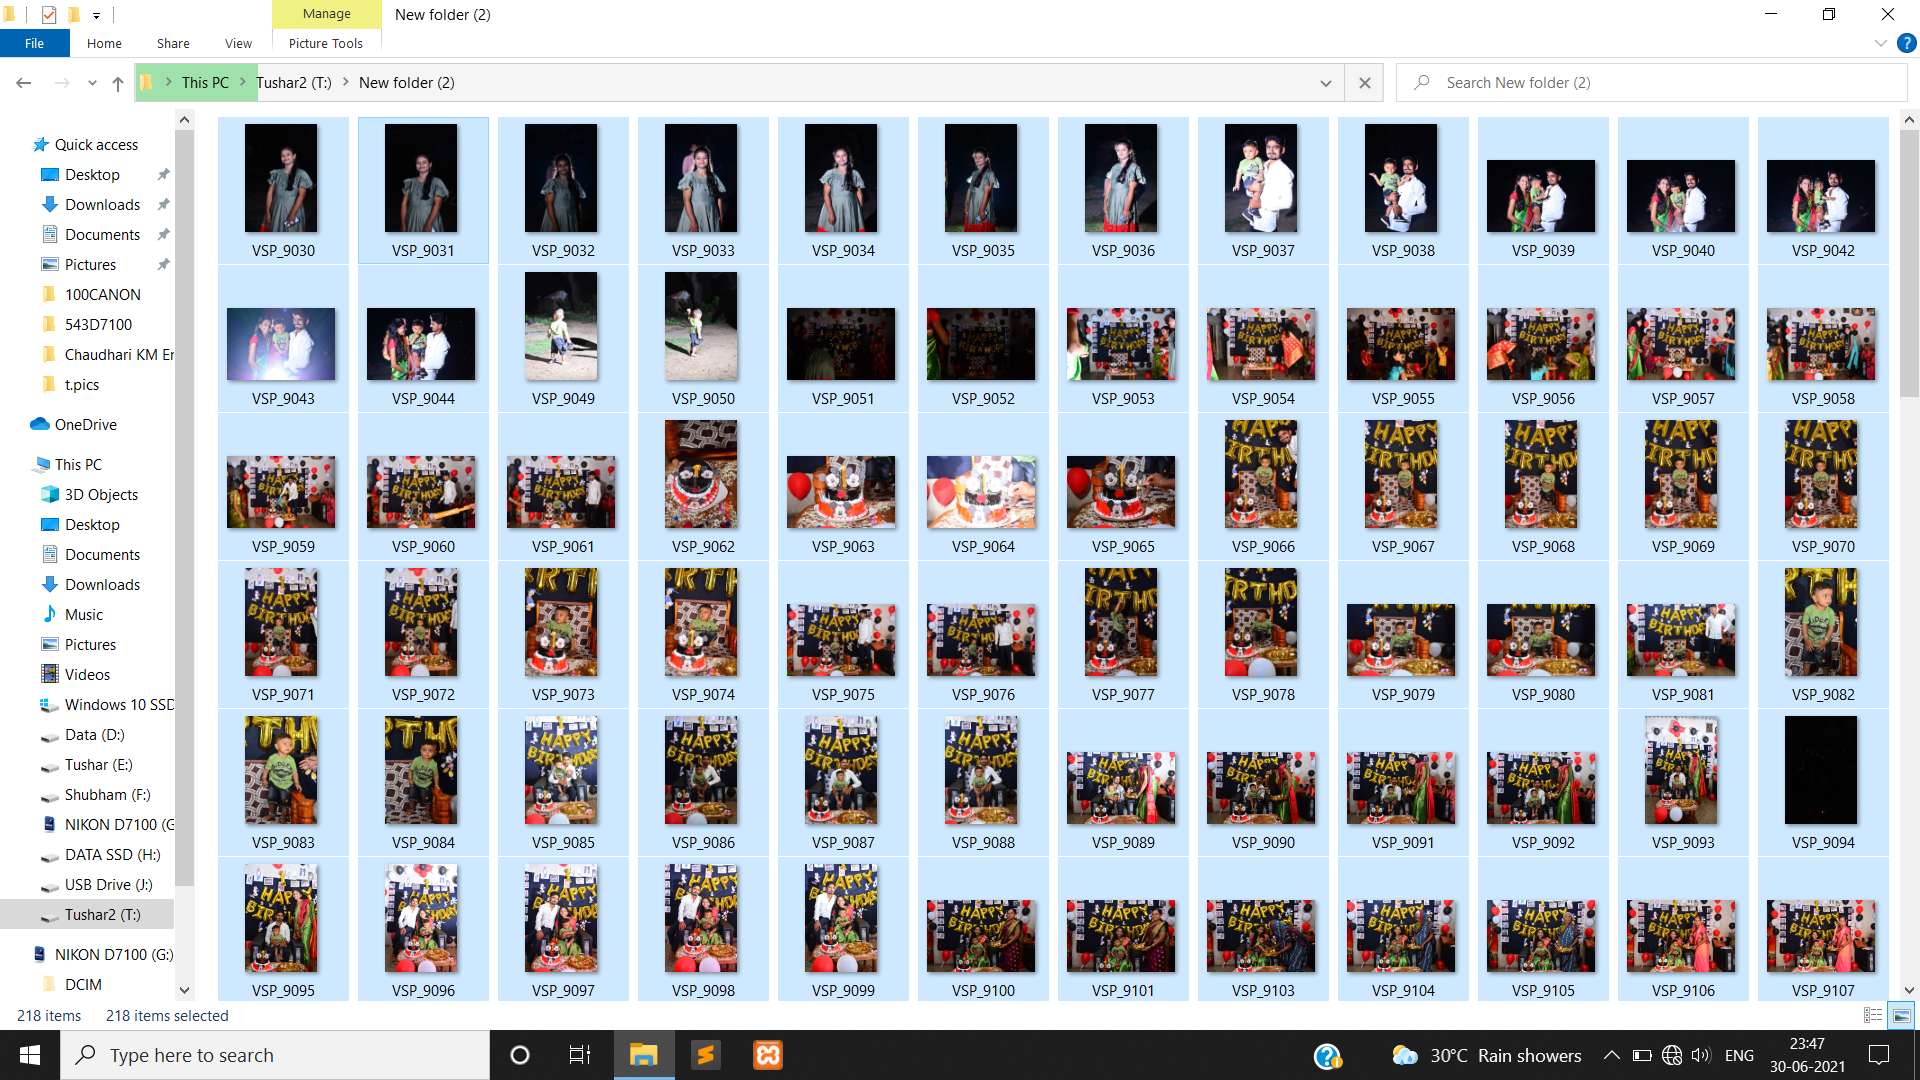 Manage
New folder (2)
File
Home
Share
View
Picture Tools
This PC
Tushar2 (T:)
New folder (2)
Search New folder (2)
Quick access
Desktop
Downloads
Documents
Pictures
100CANON
543D7100
Chaudhari KM Er
t.pics
OneDrive
This PC
3D Objects
Desktop
Documents
Downloads
Music
Pictures
Videos
Windows 10 SSD
Data (D:)
Tushar (E:)
Shubham (F:)
NIKON D7100 (G
DATA SSD (H:)
USB Drive (J:)
Tushar2 (T:)
NIKON D7100 (G:)
DCIM
VSP_9030 VSP_9031 VSP_9032 VSP_9033 VSP_9034 VSP_9035 VSP_9036 VSP_9037 VSP_9038 VSP_9039 VSP_9040 VSP_9042
VSP_9043 VSP_9044 VSP_9049 VSP_9050 VSP_9051 VSP_9052 VSP_9053 VSP_9054 VSP_9055 VSP_9056 VSP_9057 VSP_9058
VSP_9059 VSP_9060 VSP_9061 VSP_9062 VSP_9063 VSP_9064 VSP_9065 VSP_9066 VSP_9067 VSP_9068 VSP_9069 VSP_9070
VSP_9071 VSP_9072 VSP_9073 VSP_9074 VSP_9075 VSP_9076 VSP_9077 VSP_9078 VSP_9079 VSP_9080 VSP_9081 VSP_9082
VSP_9083 VSP_9084 VSP_9085 VSP_9086 VSP_9087 VSP_9088 VSP_9089 VSP_9090 VSP_9091 VSP_9092 VSP_9093 VSP_9094
VSP_9095 VSP_9096 VSP_9097 VSP_9098 VSP_9099 VSP_9100 VSP_9101 VSP_9103 VSP_9104 VSP_9105 VSP_9106 VSP_9107
218 items
218 items selected
Type here to search
30°C Rain showers
ENG
23:47
30-06-2021